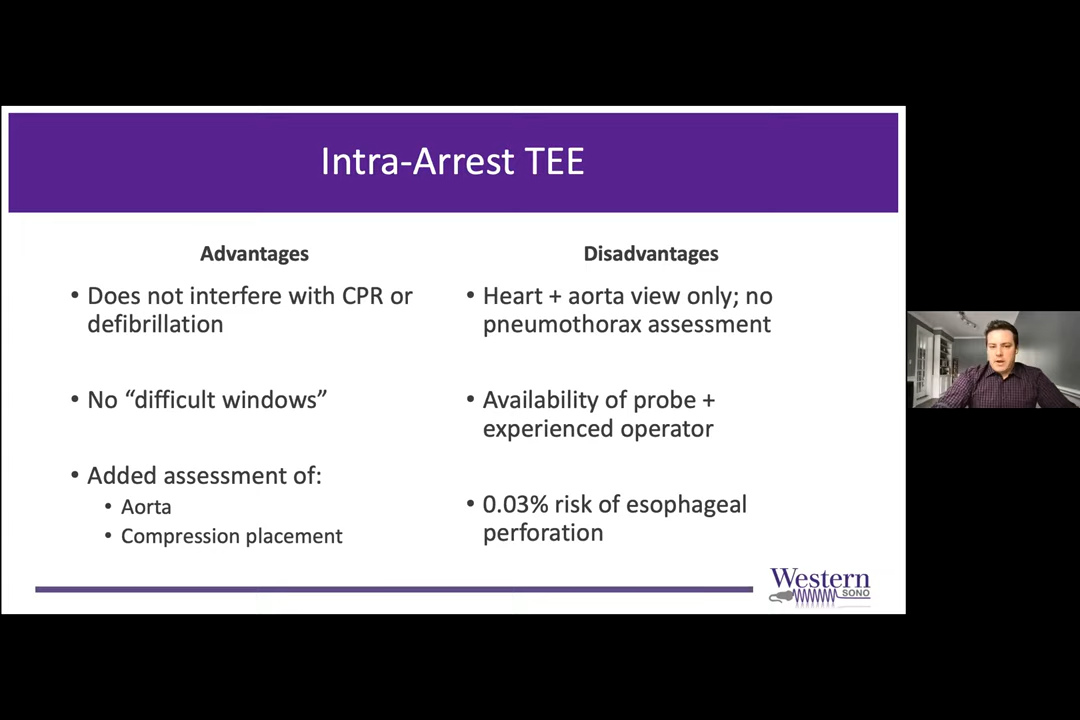 Intra-Arrest TEE
Advantages
• Does not interfere with CPR or
defibrillation
• No “difficult windows”
• Added assessment of:
• Aorta
• Compression placement
Disadvantages
• Heart + aorta view only; no
pneumothorax assessment
• Availability of probe +
experienced operator
• 0.03% risk of esophageal
perforation
Western
SONO